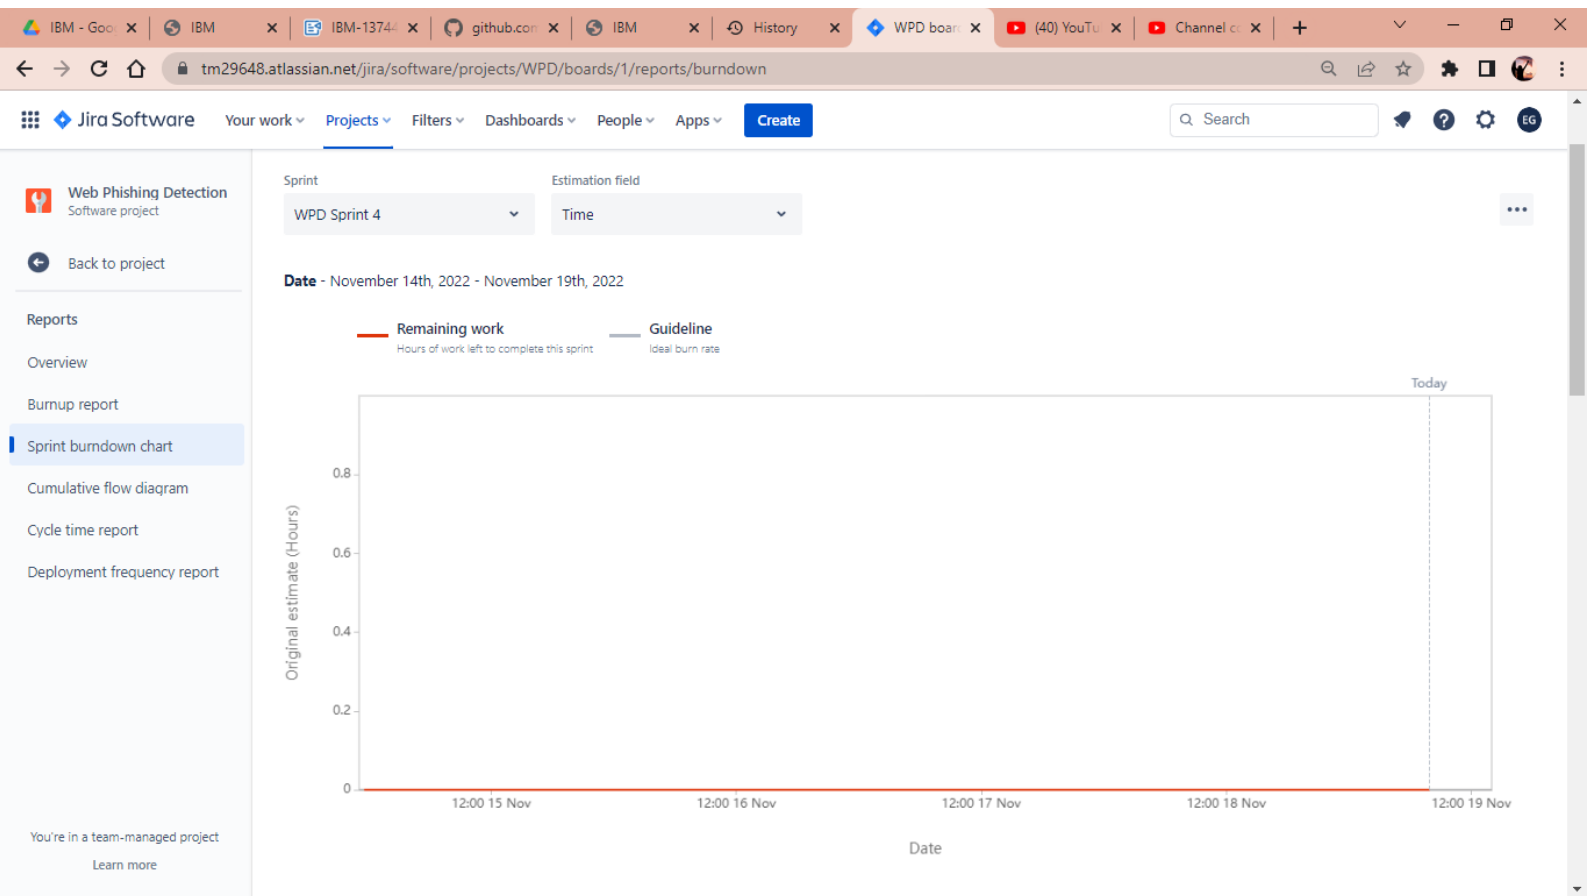 IBM - Goo
IBM
IBM-13744
github.com
IBM
History
WPD boar
(40) YouTu
Channel co
tm29648.atlassian.net/jira/software/projects/WPD/boards/1/reports/burndown
Jira Software
Your work
Projects
Filters
Dashboards
People
Apps
Create
Search
EG
Web Phishing Detection
Software project
Back to project
Reports
Overview
Burnup report
Sprint burndown chart
Cumulative flow diagram
Cycle time report
Deployment frequency report
You're in a team-managed project
Learn more
Sprint
Estimation field
WPD Sprint 4
Time
Date - November 14th, 2022 - November 19th, 2022
Remaining work
Hours of work left to complete this sprint
Guideline
Ideal burn rate
Today
Original estimate (Hours)
0.8
0.6
0.4
0.2
0
12:00 15 Nov
12:00 16 Nov
12:00 17 Nov
12:00 18 Nov
12:00 19 Nov
Date